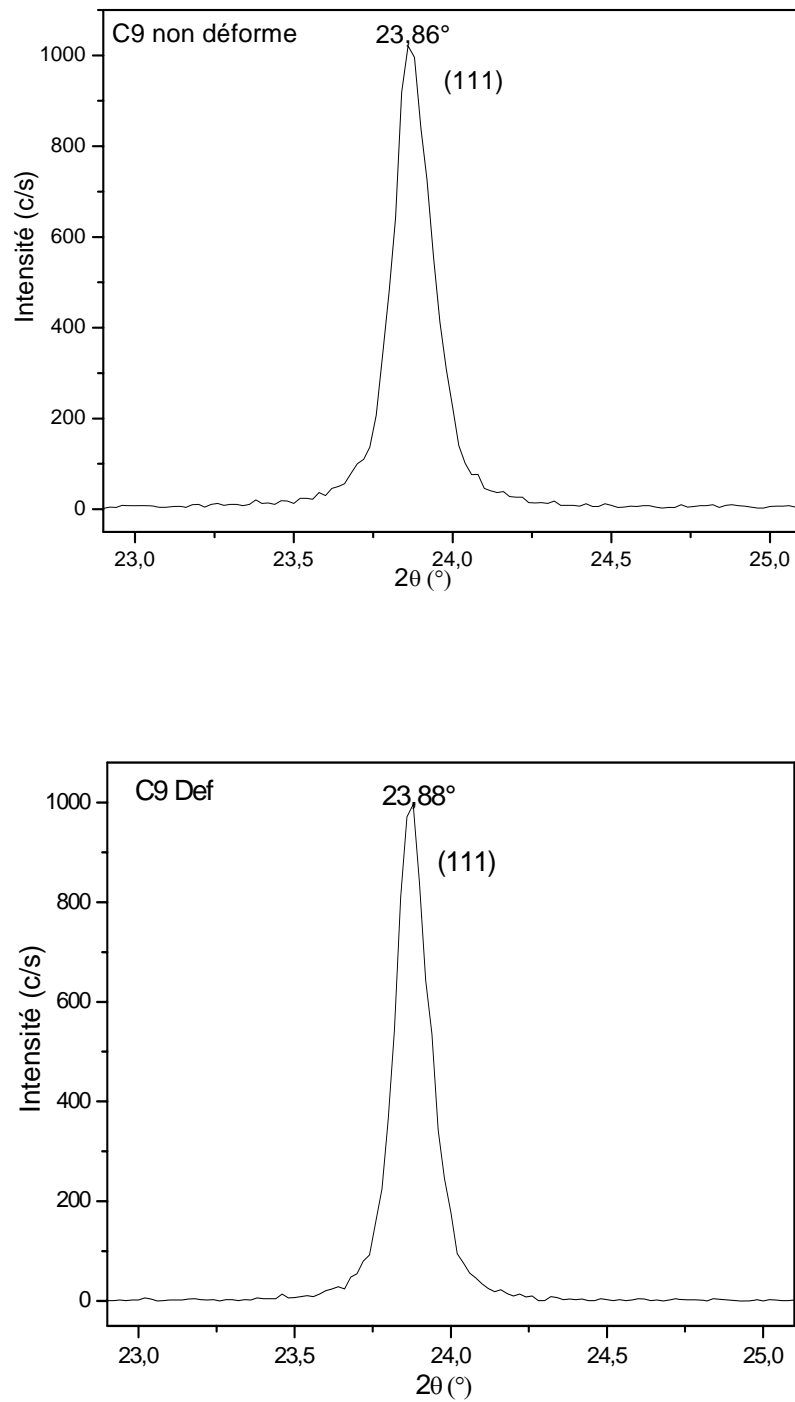 C9 non déforme
23,86°
(111)
1000
800
600
400
200
0
Intensité (c/s)
23,0 23,5 24,0 24,5 25,0
2θ (°)
C9 Def
23,88°
(111)
1000
800
600
400
200
0
Intensité (c/s)
23,0 23,5 24,0 24,5 25,0
2θ (°)